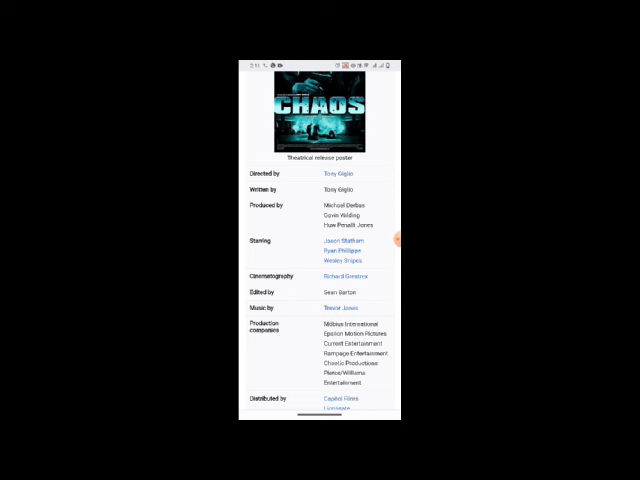 CHAOS
Theatrical release poster
Directed by Tony Giglio
Written by Tony Giglio
Produced by Michael Derbas
Gavin Wilding
Huw Penallt Jones
Starring Jason Statham
Ryan Phillippe
Wesley Snipes
Cinematography Richard Greatrex
Edited by Sean Barton
Music by Trevor Jones
Production companies Mobius International
Epsilon Motion Pictures
Current Entertainment
Rampage Entertainment
Chaotic Productions
Pierce/Williams
Entertainment
Distributed by Capitol Films
Lionsgate